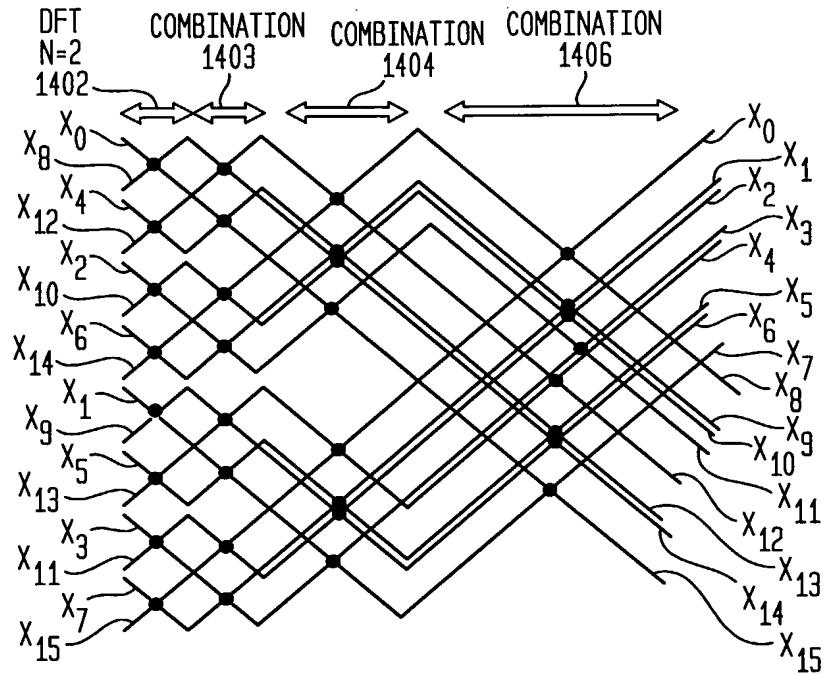 DFT
N=2
1402
COMBINATION
1403
COMBINATION
1404
COMBINATION
1406
X0
X8
X4
X12
X2
X10
X6
X14
X1
X9
X5
X13
X3
X11
X7
X15
X0
X1
X2
X3
X4
X5
X6
X7
X8
X9
X10
X11
X12
X13
X14
X15